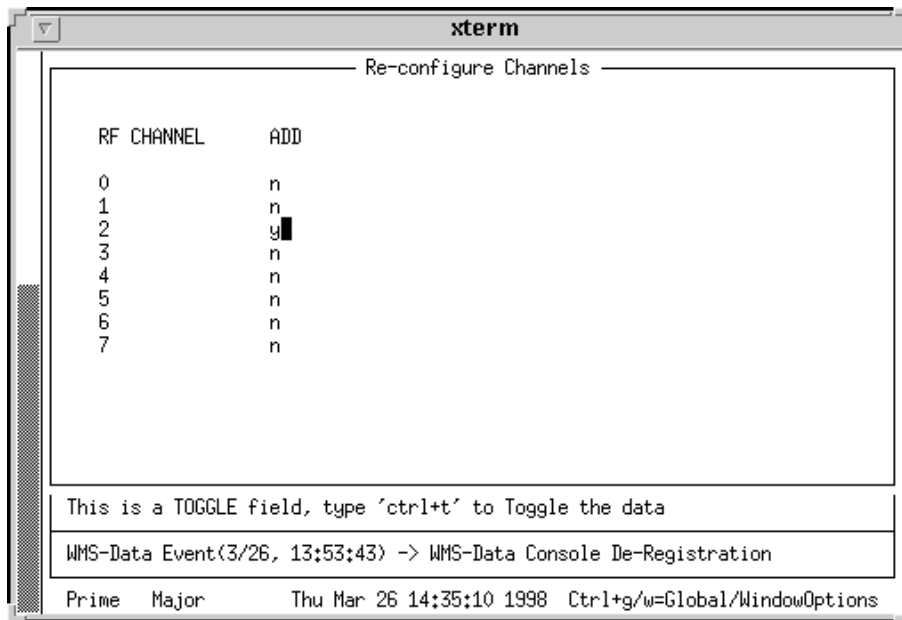 xterm
Re-configure Channels
RF CHANNEL ADD
0 n
1 n
2 y
3 n
4 n
5 n
6 n
7 n
This is a TOGGLE field, type 'ctrl+t' to Toggle the data
WMS-Data Event(3/26, 13:53:43) -> WMS-Data Console De-Registration
Prime Major Thu Mar 26 14:35:10 1998 Ctrl+g/w=Global/WindowOptions